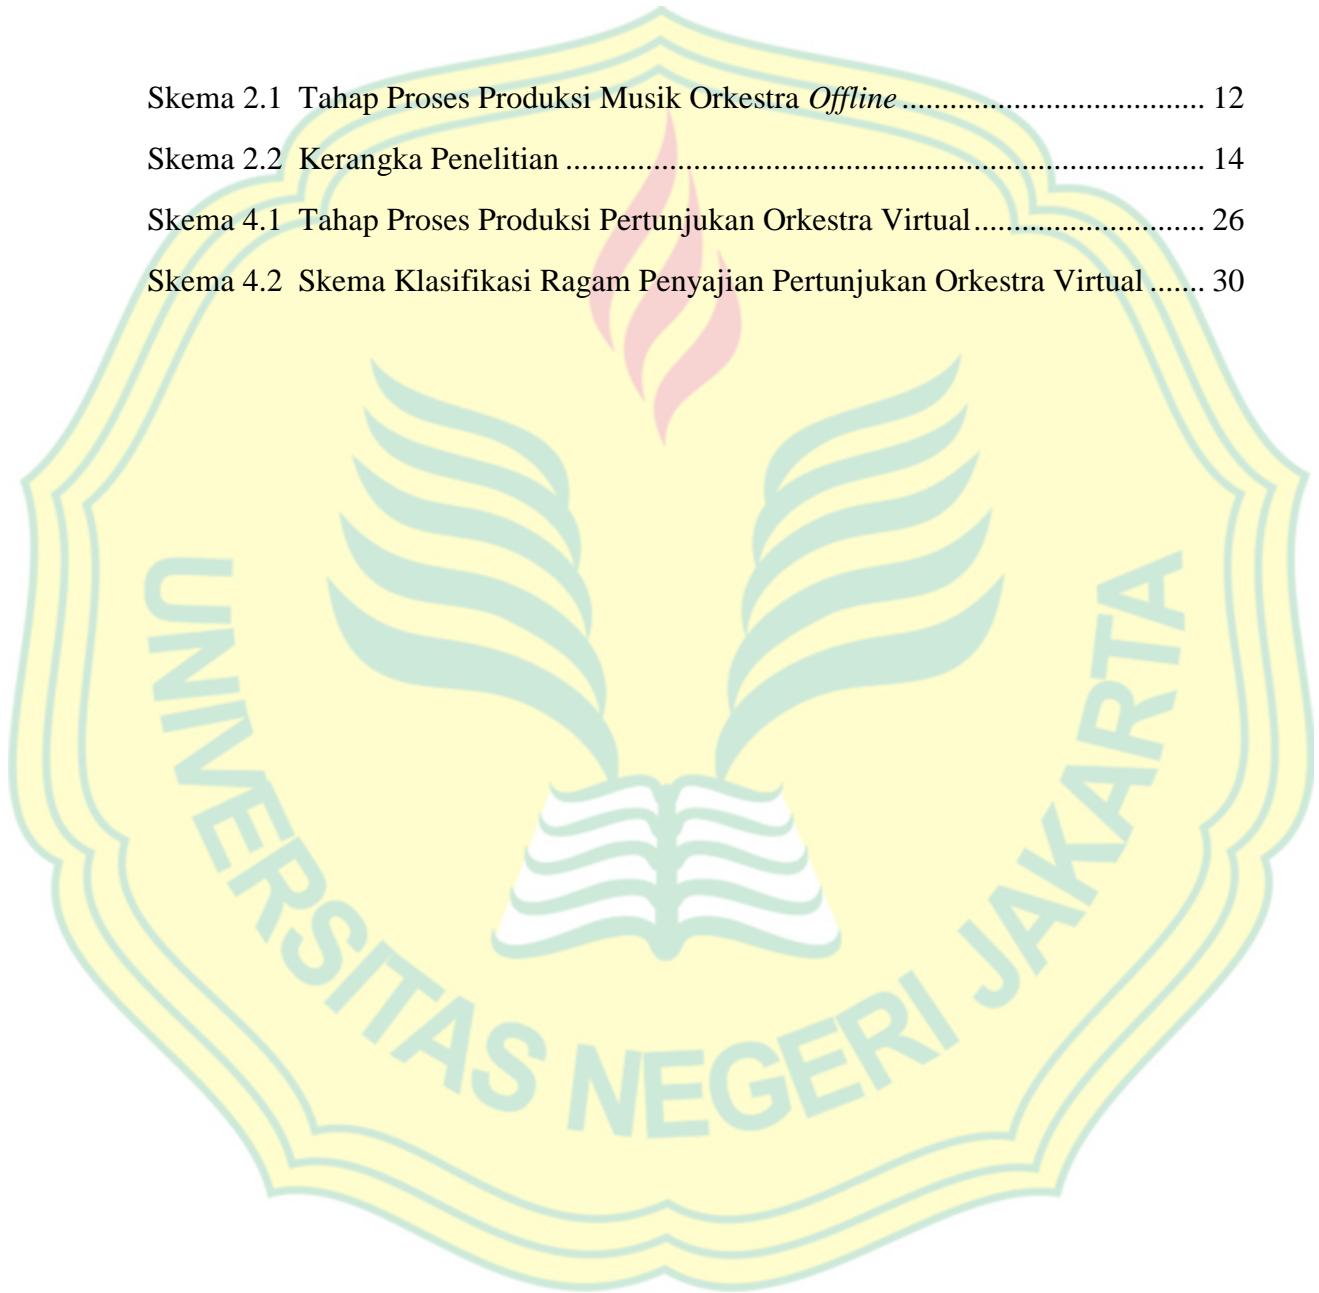 Skema 2.1 Tahap Proses Produksi Musik Orkestra Offline ...................................... 12
Skema 2.2 Kerangka Penelitian ................................................................................ 14
Skema 4.1 Tahap Proses Produksi Pertunjukan Orkestra Virtual............................. 26
Skema 4.2 Skema Klasifikasi Ragam Penyajian Pertunjukan Orkestra Virtual ....... 30
UNIVERSITAS NEGERI JAKARTA